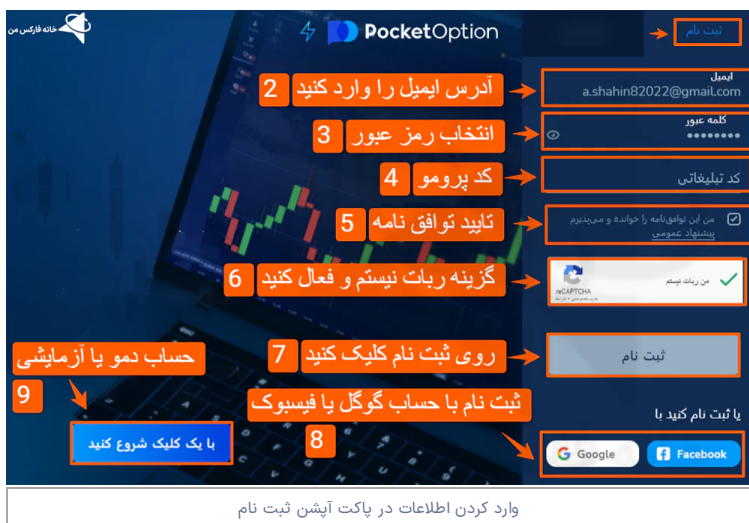 خانه فارکس من
PocketOption
ثبت نام
ایمیل
a.shahin82022@gmail.com
آدرس ایمیل را وارد کنید 2
کلمه عبور
••••••••
انتخاب رمز عبور 3
کد تبلیغاتی
کد پرومو 4
من این توافق‌نامه را خوانده و می‌پذیرم
پیشنهاد عمومی
تایید توافق نامه 5
من ربات نیستم
reCAPTCHA
گزینه ربات نیستم و فعال کنید 6
ثبت نام
روی ثبت نام کلیک کنید 7
حساب دمو یا آزمایشی
9
با یک کلیک شروع کنید
ثبت نام با حساب گوگل یا فیسبوک
8
یا ثبت نام کنید با
Google
Facebook
وارد کردن اطلاعات در پاکت آپشن ثبت نام